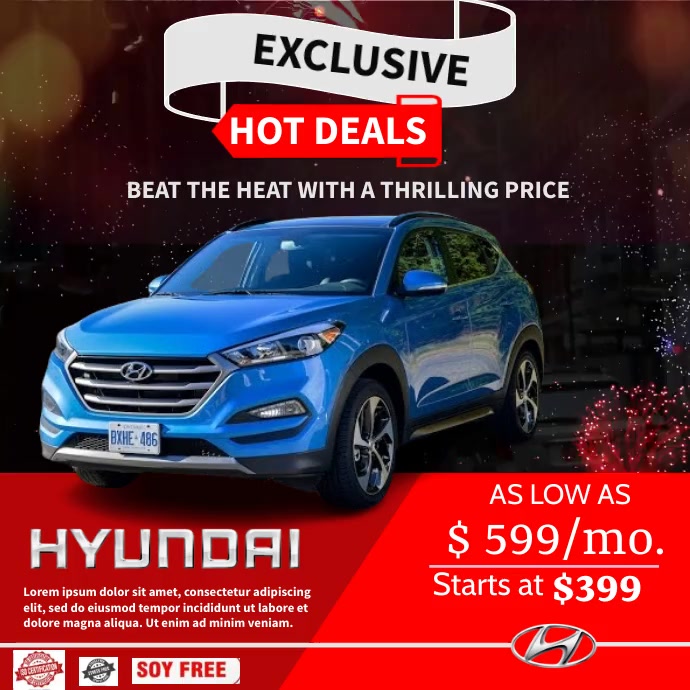 EXCLUSIVE
HOT DEALS
BEAT THE HEAT WITH A THRILLING PRICE
BXHE 486
HYUNDAI
Lorem ipsum dolor sit amet, consectetur adipiscing
elit, sed do eiusmod tempor incididunt ut labore et
dolore magna aliqua. Ut enim ad minim veniam.
AS LOW AS
$ 599/mo.
Starts at $399
ISO CERTIFICATION
SOY FREE